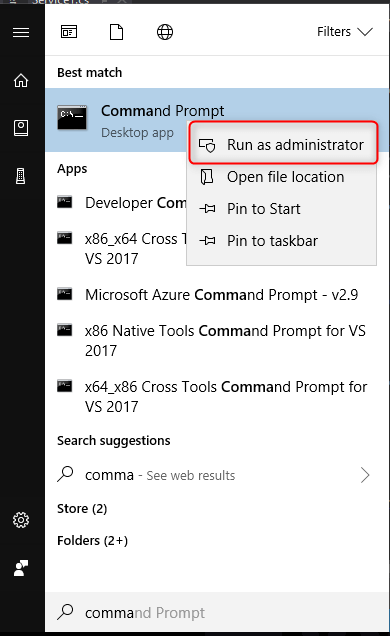 Service1.cs
Filters
Best match
Command Prompt
Desktop app
Run as administrator
Open file location
Pin to Start
Pin to taskbar
Apps
Developer Com
x86_x64 Cross T
VS 2017
Microsoft Azure Command Prompt - v2.9
x86 Native Tools Command Prompt for VS
2017
x64_x86 Cross Tools Command Prompt for
VS 2017
Search suggestions
comma - See web results
Store (2)
Folders (2+)
command Prompt